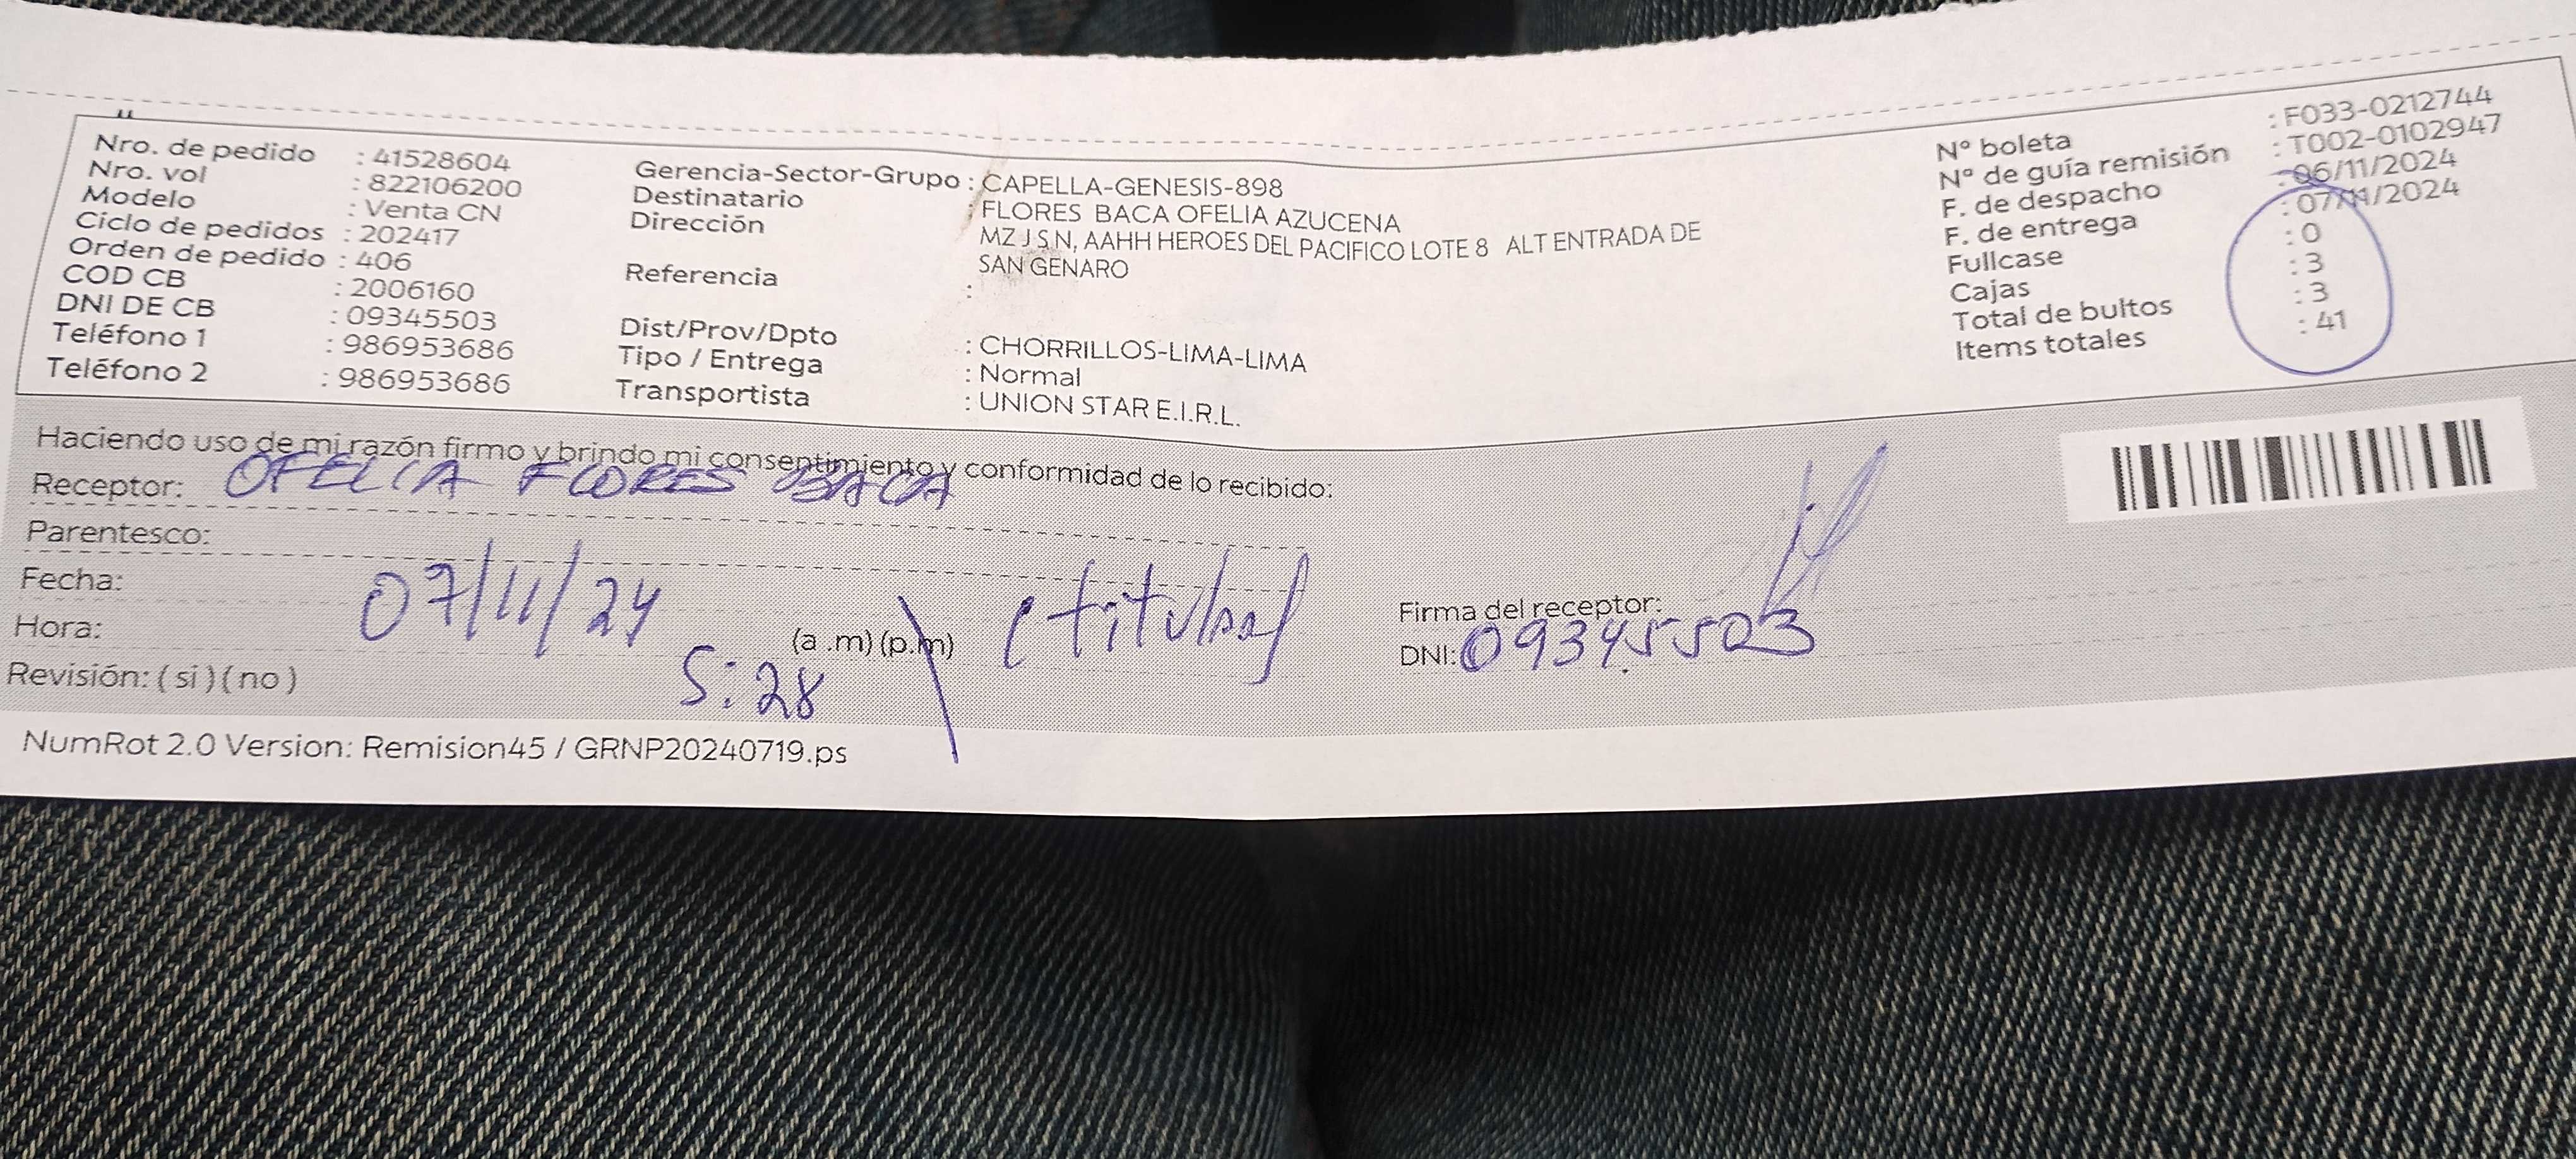 Nro. de pedido : 41528604
Nro. vol : 822106200
Modelo : Venta CN
Ciclo de pedidos : 202417
Orden de pedido : 406
COD CB : 2006160
DNI DE CB : 09345503
Teléfono 1 : 986953686
Teléfono 2 : 986953686
Gerencia-Sector-Grupo : CAPELLA-GENESIS-898
Destinatario : FLORES BACA OFELIA AZUCENA
Dirección MZ J S N, AAHH HEROES DEL PACIFICO LOTE 8 ALT ENTRADA DE
SAN GENARO
Referencia :
Dist/Prov/Dpto : CHORRILLOS-LIMA-LIMA
Tipo / Entrega : Normal
Transportista : UNION STAR E.I.R.L.
N° boleta : F033-0212744
N° de guía remisión : T002-0102947
F. de despacho : 06/11/2024
F. de entrega : 07/11/2024
Fullcase : 0
Cajas : 3
Total de bultos : 3
Items totales : 41
Haciendo uso de mi razón firmo y brindo mi consentimiento y conformidad de lo recibido:
Receptor: OFELIA FLORES BACA
Parentesco:
Fecha: 07/11/24 (titular)
Hora: 5:28 (a .m) (p.m)
Revisión: ( si ) ( no )
Firma del receptor:
DNI: 09345503
NumRot 2.0 Version: Remision45 / GRNP20240719.ps